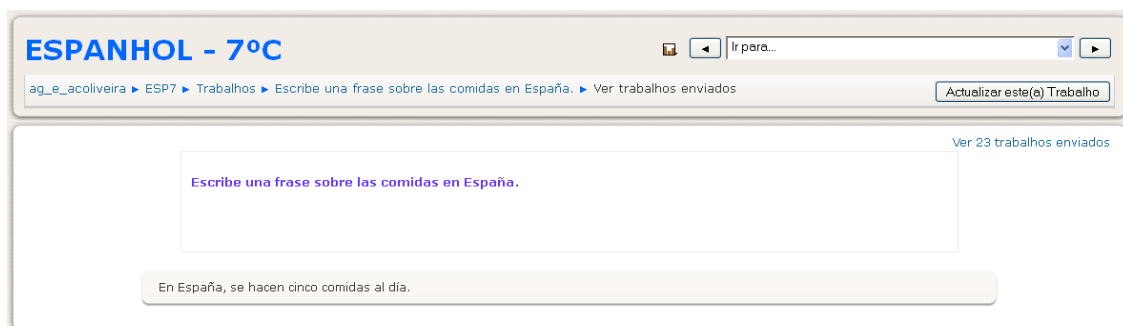 ESPANHOL - 7ºC
Ir para...
ag_e_acoliveira ► ESP7 ► Trabalhos ► Escribe una frase sobre las comidas en España. ► Ver trabalhos enviados
Actualizar este(a) Trabalho
Ver 23 trabalhos enviados
Escribe una frase sobre las comidas en España.
En España, se hacen cinco comidas al día.